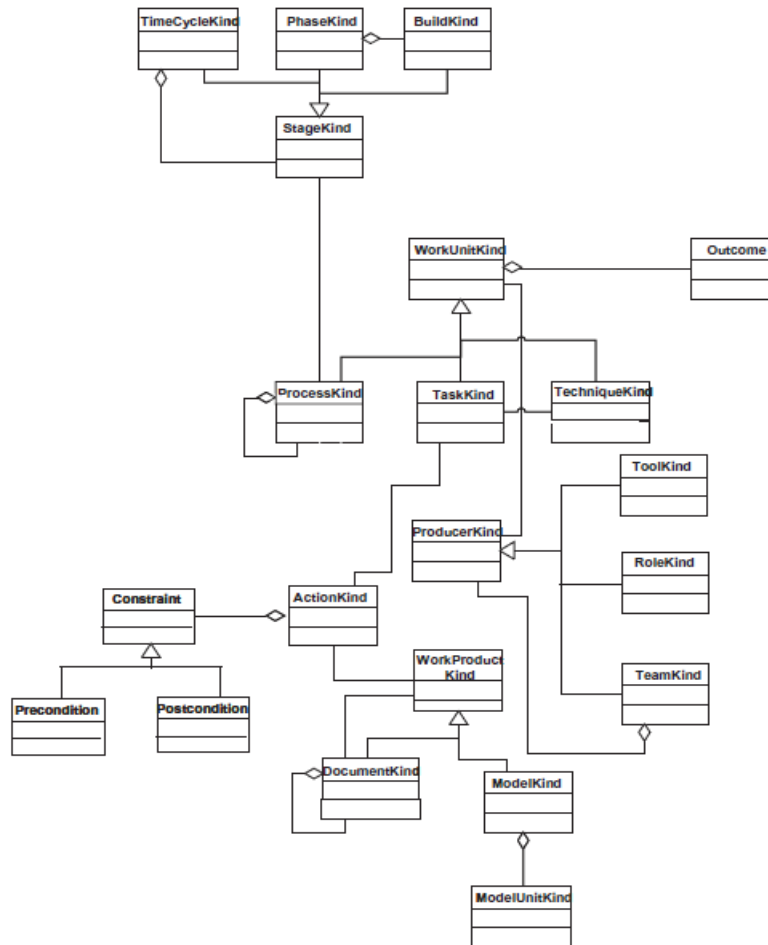 TimeCycleKind
PhaseKind
BuildKind
StageKind
WorkUnitKind
Outcome
ProcessKind
TaskKind
TechniqueKind
ToolKind
ProducerKind
RoleKind
Constraint
ActionKind
WorkProduct
Kind
TeamKind
Precondition
Postcondition
DocumentKind
ModelKind
ModelUnitKind